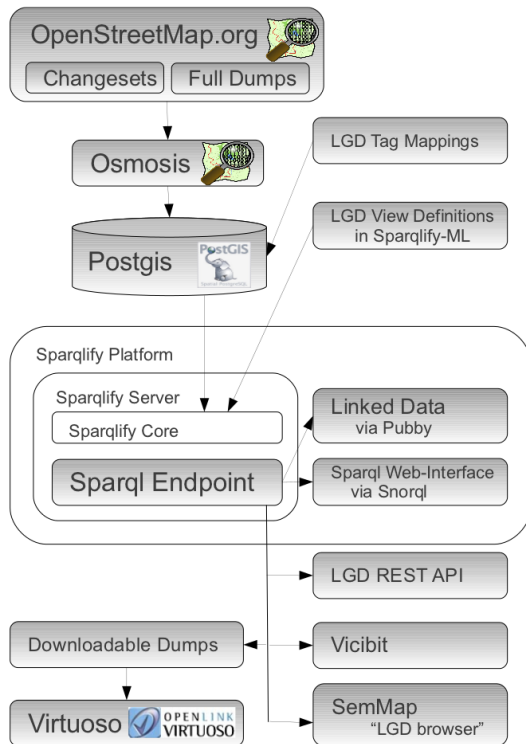 OpenStreetMap.org
Changesets
Full Dumps
Osmosis
LGD Tag Mappings
LGD View Definitions
in Sparqlify-ML
Postgis
PostGIS
Sparqlify Platform
Sparqlify Server
Sparqlify Core
Sparql Endpoint
Linked Data
via Pubby
Sparql Web-Interface
via Snorql
LGD REST API
Downloadable Dumps
Vicibit
Virtuoso
OPENLINK
VIRTUOSO
SemMap
“LGD browser”